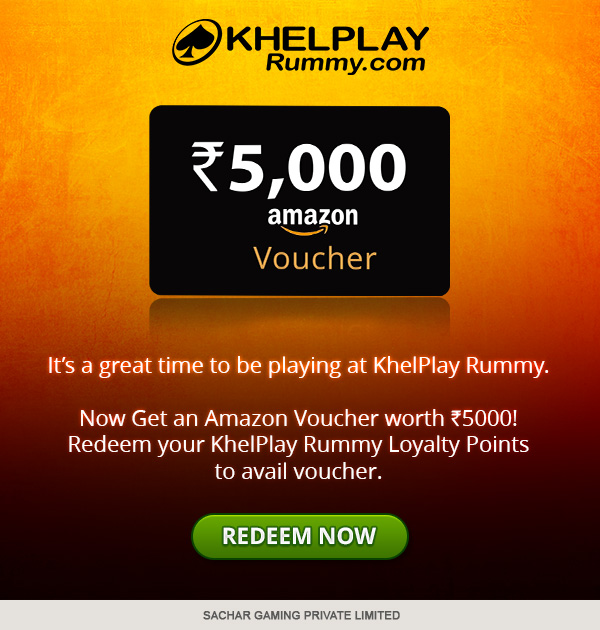 KHELPLAY
Rummy.com
₹5,000
amazon
Voucher
It's a great time to be playing at KhelPlay Rummy.
Now Get an Amazon Voucher worth ₹5000!
Redeem your KhelPlay Rummy Loyalty Points
to avail voucher.
REDEEM NOW
SACHAR GAMING PRIVATE LIMITED